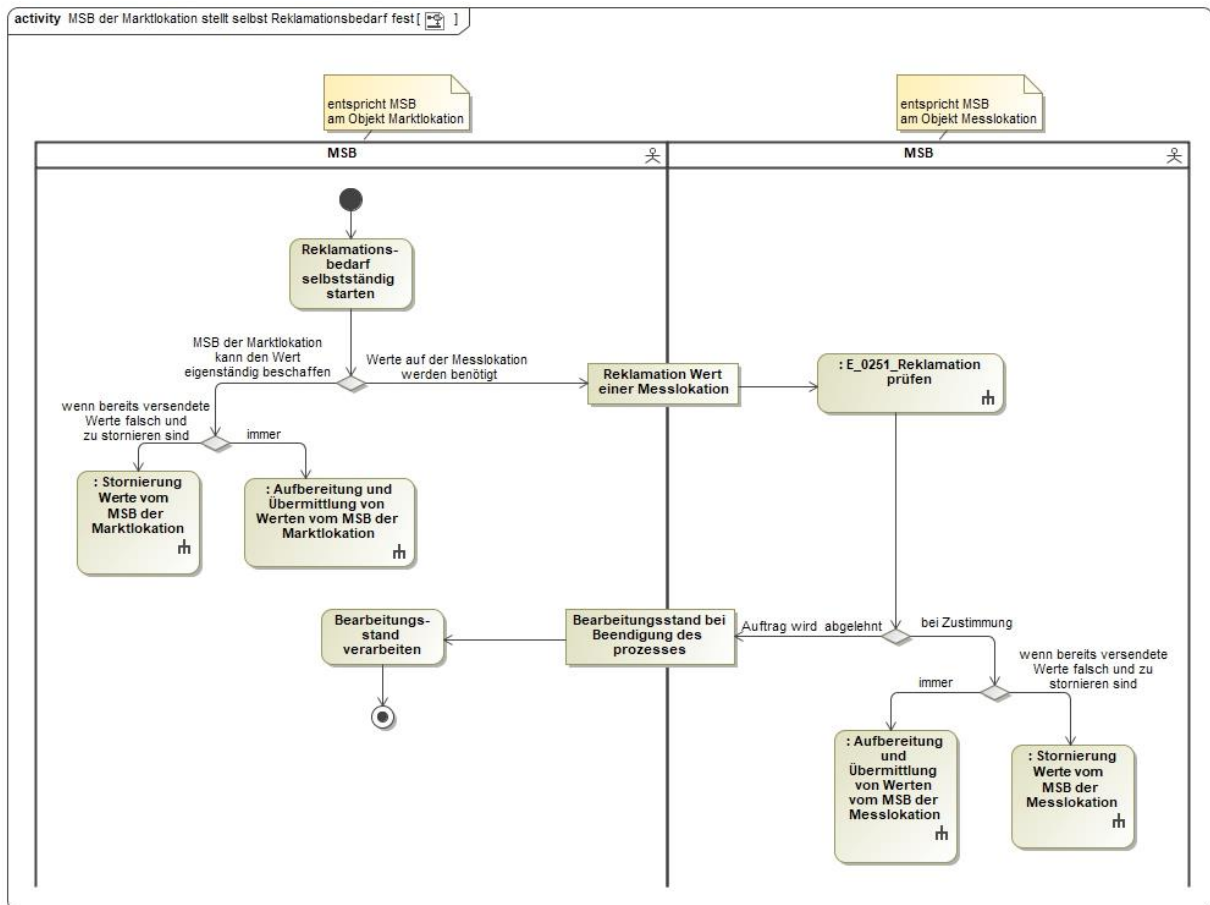 activity MSB der Marktlokation stellt selbst Reklamationsbedarf fest [ ]
entspricht MSB
am Objekt Marktlokation
entspricht MSB
am Objekt Messlokation
MSB
MSB
Reklamations-
bedarf
selbstständig
starten
MSB der Marktlokation
kann den Wert
eigenständig beschaffen
Werte auf der Messlokation
werden benötigt
Reklamation Wert
einer Messlokation
: E_0251_Reklamation
prüfen
wenn bereits versendete
Werte falsch und
zu stornieren sind
immer
: Stornierung
Werte vom
MSB der
Marktlokation
: Aufbereitung und
Übermittlung von
Werten vom MSB der
Marktlokation
Bearbeitungs-
stand
verarbeiten
Bearbeitungsstand bei
Beendigung des
prozesses
Auftrag wird abgelehnt
bei Zustimmung
wenn bereits versendete
Werte falsch und zu
stornieren sind
immer
: Aufbereitung
und
Übermittlung
von Werten
vom MSB der
Messlokation
: Stornierung
Werte vom
MSB der
Messlokation